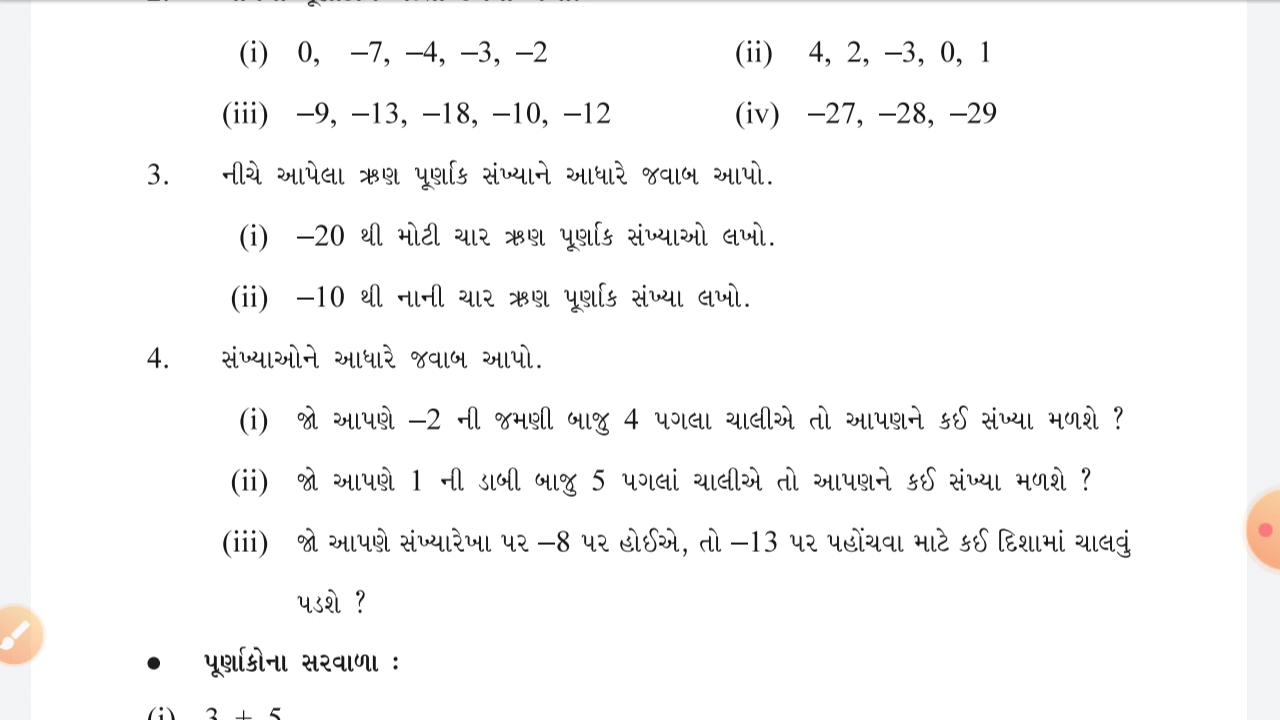 (i) 0, –7, –4, –3, –2 (ii) 4, 2, –3, 0, 1
(iii) –9, –13, –18, –10, –12 (iv) –27, –28, –29
3. નીચે આપેલા ઋણ પૂર્ણાંક સંખ્યાને આધારે જવાબ આપો.
(i) –20 થી મોટી ચાર ઋણ પૂર્ણાંક સંખ્યાઓ લખો.
(ii) –10 થી નાની ચાર ઋણ પૂર્ણાંક સંખ્યા લખો.
4. સંખ્યાઓને આધારે જવાબ આપો.
(i) જો આપણે –2 ની જમણી બાજુ 4 પગલા ચાલીએ તો આપણને કઈ સંખ્યા મળશે ?
(ii) જો આપણે 1 ની ડાબી બાજુ 5 પગલાં ચાલીએ તો આપણને કઈ સંખ્યા મળશે ?
(iii) જો આપણે સંખ્યારેખા પર –8 પર હોઈએ, તો –13 પર પહોંચવા માટે કઈ દિશામાં ચાલવું
પડશે ?
• પૂર્ણાંકોના સરવાળા :
(i) 3 + 5